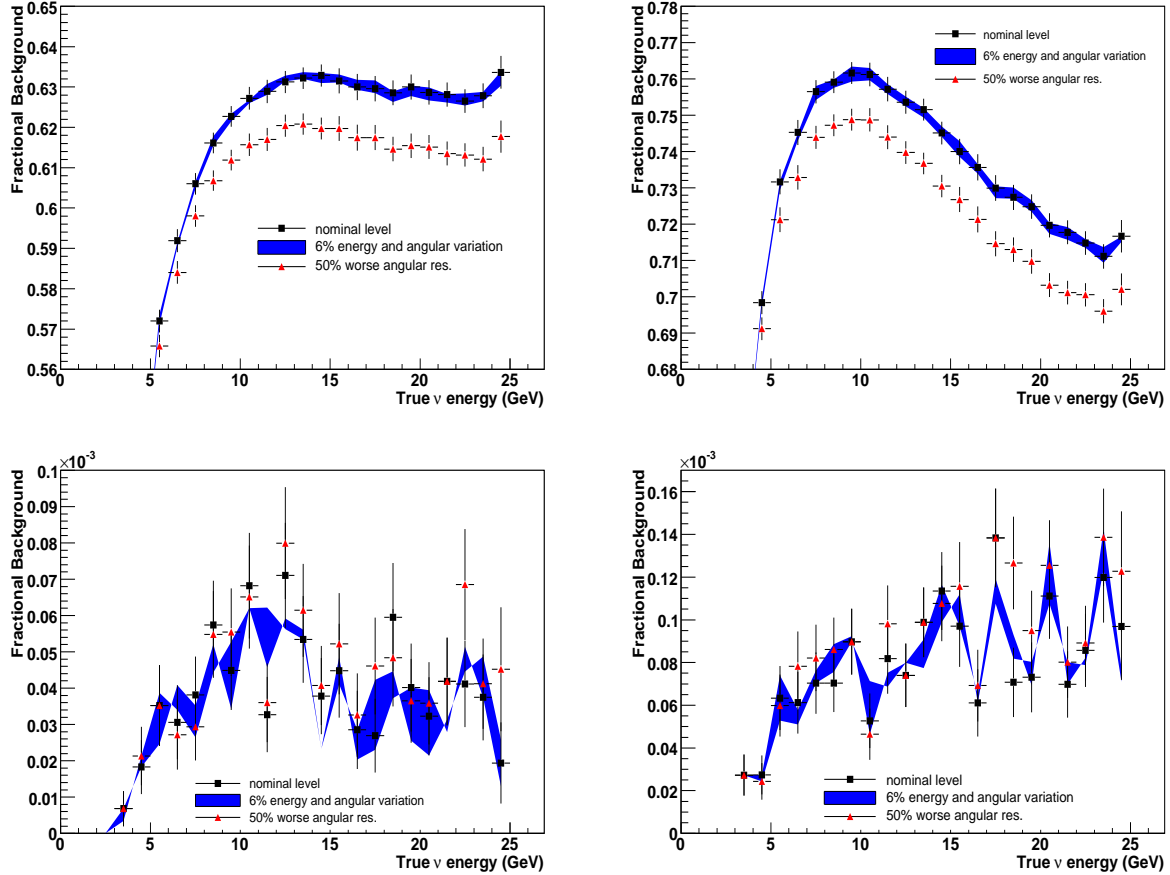 Fractional Background
0.65
0.64
0.63
0.62
0.61
0.6
0.59
0.58
0.57
0.56
nominal level
6% energy and angular variation
50% worse angular res.
0 5 10 15 20 25
True ν energy (GeV)
Fractional Background
0.78
0.77
0.76
0.75
0.74
0.73
0.72
0.71
0.7
0.69
0.68
nominal level
6% energy and angular variation
50% worse angular res.
0 5 10 15 20 25
True ν energy (GeV)
×10⁻³
Fractional Background
0.1
0.09
0.08
0.07
0.06
0.05
0.04
0.03
0.02
0.01
0
nominal level
6% energy and angular variation
50% worse angular res.
0 5 10 15 20 25
True ν energy (GeV)
×10⁻³
Fractional Background
0.16
0.14
0.12
0.1
0.08
0.06
0.04
0.02
0
nominal level
6% energy and angular variation
50% worse angular res.
0 5 10 15 20 25
True ν energy (GeV)